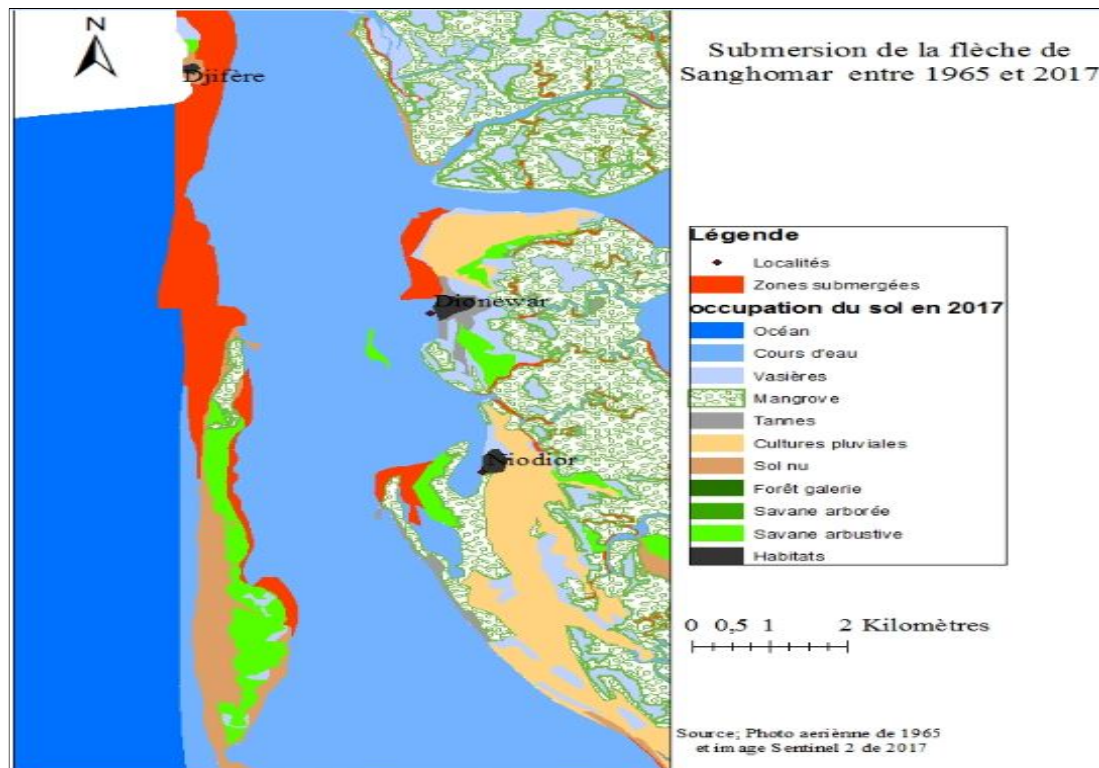 N
Djifère
Dionewar
Niodior
Submersion de la flèche de
Sanghomar entre 1965 et 2017
Légende
Localités
Zones submergées
occupation du sol en 2017
Océan
Cours d'eau
Vasières
Mangrove
Tannes
Cultures pluviales
Sol nu
Forêt galerie
Savane arborée
Savane arbustive
Habitats
0 0,5 1 2 Kilomètres
Source; Photo aeriènne de 1965
et image Sentinel 2 de 2017